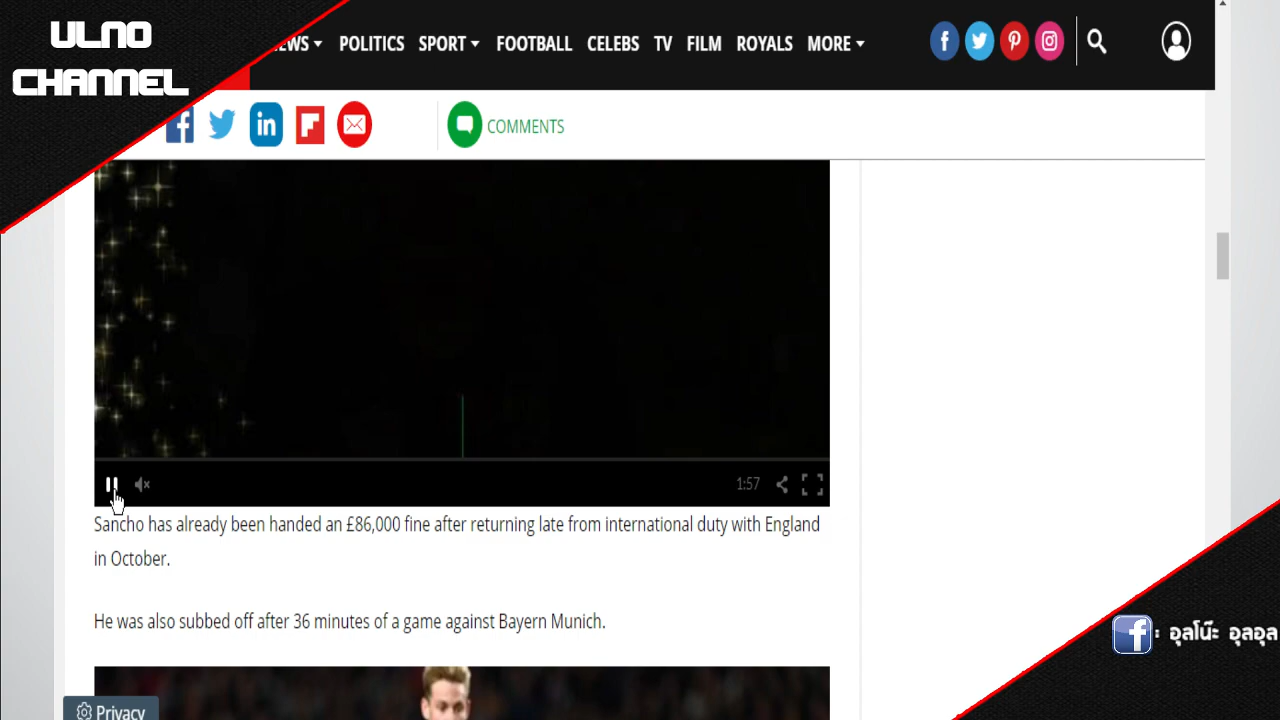 ULNO
CHANNEL
EWS POLITICS SPORT FOOTBALL CELEBS TV FILM ROYALS MORE
COMMENTS
1:57
Sancho has already been handed an £86,000 fine after returning late from international duty with England
in October.
He was also subbed off after 36 minutes of a game against Bayern Munich.
: อุลโน๊ะ อุลอุล
Privacy